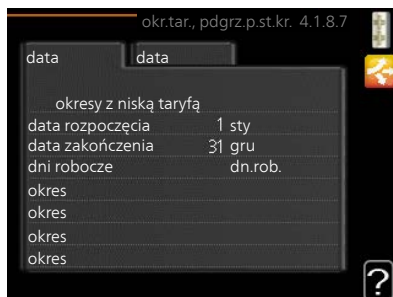 okr.tar., pdgrz.p.st.kr. 4.1.8.7
data data
okresy z niską taryfą
data rozpoczęcia 1 sty
data zakończenia 31 gru
dni robocze dn.rob.
okres
okres
okres
okres
?